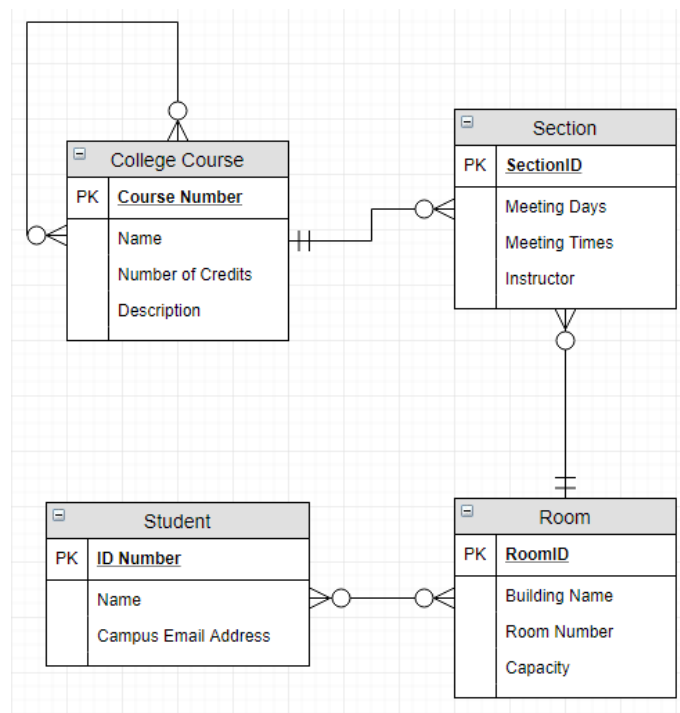 College Course
PK Course Number
Name
Number of Credits
Description
Section
PK SectionID
Meeting Days
Meeting Times
Instructor
Student
PK ID Number
Name
Campus Email Address
Room
PK RoomID
Building Name
Room Number
Capacity